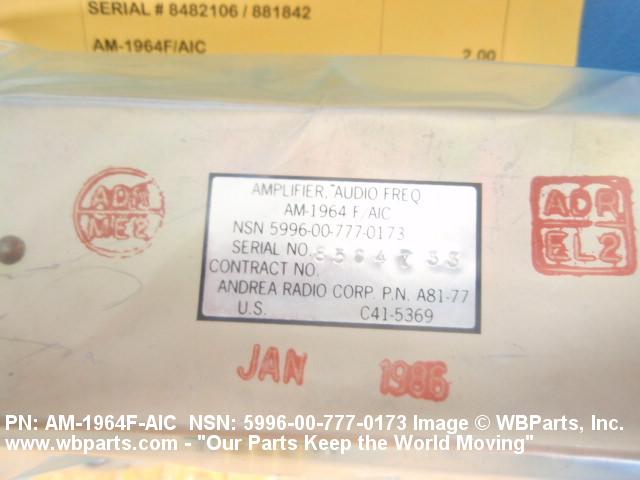 SERIAL # 8482106 / 881842
AM-1964F/AIC 2.00
ADR
ME2
AMPLIFIER, AUDIO FREQ.
AM-1964 F/AIC
NSN 5996-00-777-0173
SERIAL NO.
CONTRACT NO.
ANDREA RADIO CORP. P.N. A81-77
U.S. C41-5369
ADR
EL2
JAN 1986
PN: AM-1964F-AIC NSN: 5996-00-777-0173 Image © WBParts, Inc.
www.wbparts.com - "Our Parts Keep the World Moving"